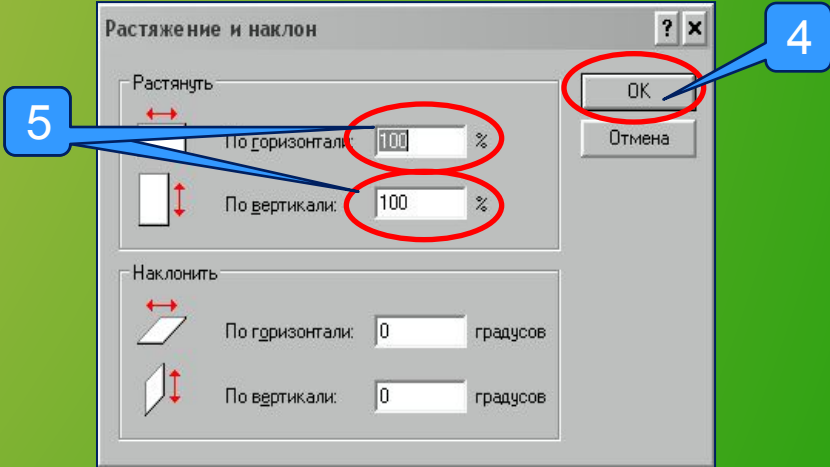 Растяжение и наклон
? ×
4
Растянуть
OK
5
По горизонтали: 100 %
Отмена
По вертикали: 100 %
Наклонить
По горизонтали: 0 градусов
По вертикали: 0 градусов